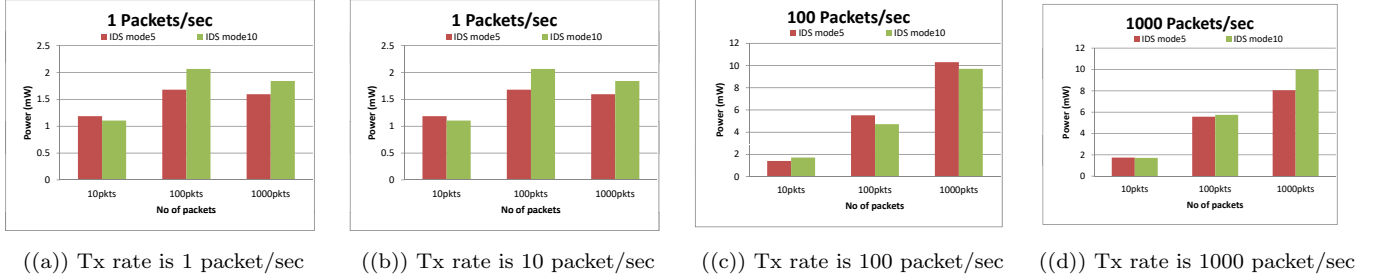 1 Packets/sec
IDS mode5 IDS mode10
2.5
2
1.5
1
0.5
0
Power (mW)
10pkts 100pkts 1000pkts
No of packets
((a)) Tx rate is 1 packet/sec
1 Packets/sec
IDS mode5 IDS mode10
2.5
2
1.5
1
0.5
0
Power (mW)
10pkts 100pkts 1000pkts
No of packets
((b)) Tx rate is 10 packet/sec
100 Packets/sec
IDS mode5 IDS mode10
12
10
8
6
4
2
0
Power (mW)
10pkts 100pkts 1000pkts
No of packets
((c)) Tx rate is 100 packet/sec
1000 Packets/sec
IDS mode5 IDS mode10
12
10
8
6
4
2
0
Power (mW)
10pkts 100pkts 1000pkts
No of packets
((d)) Tx rate is 1000 packet/sec